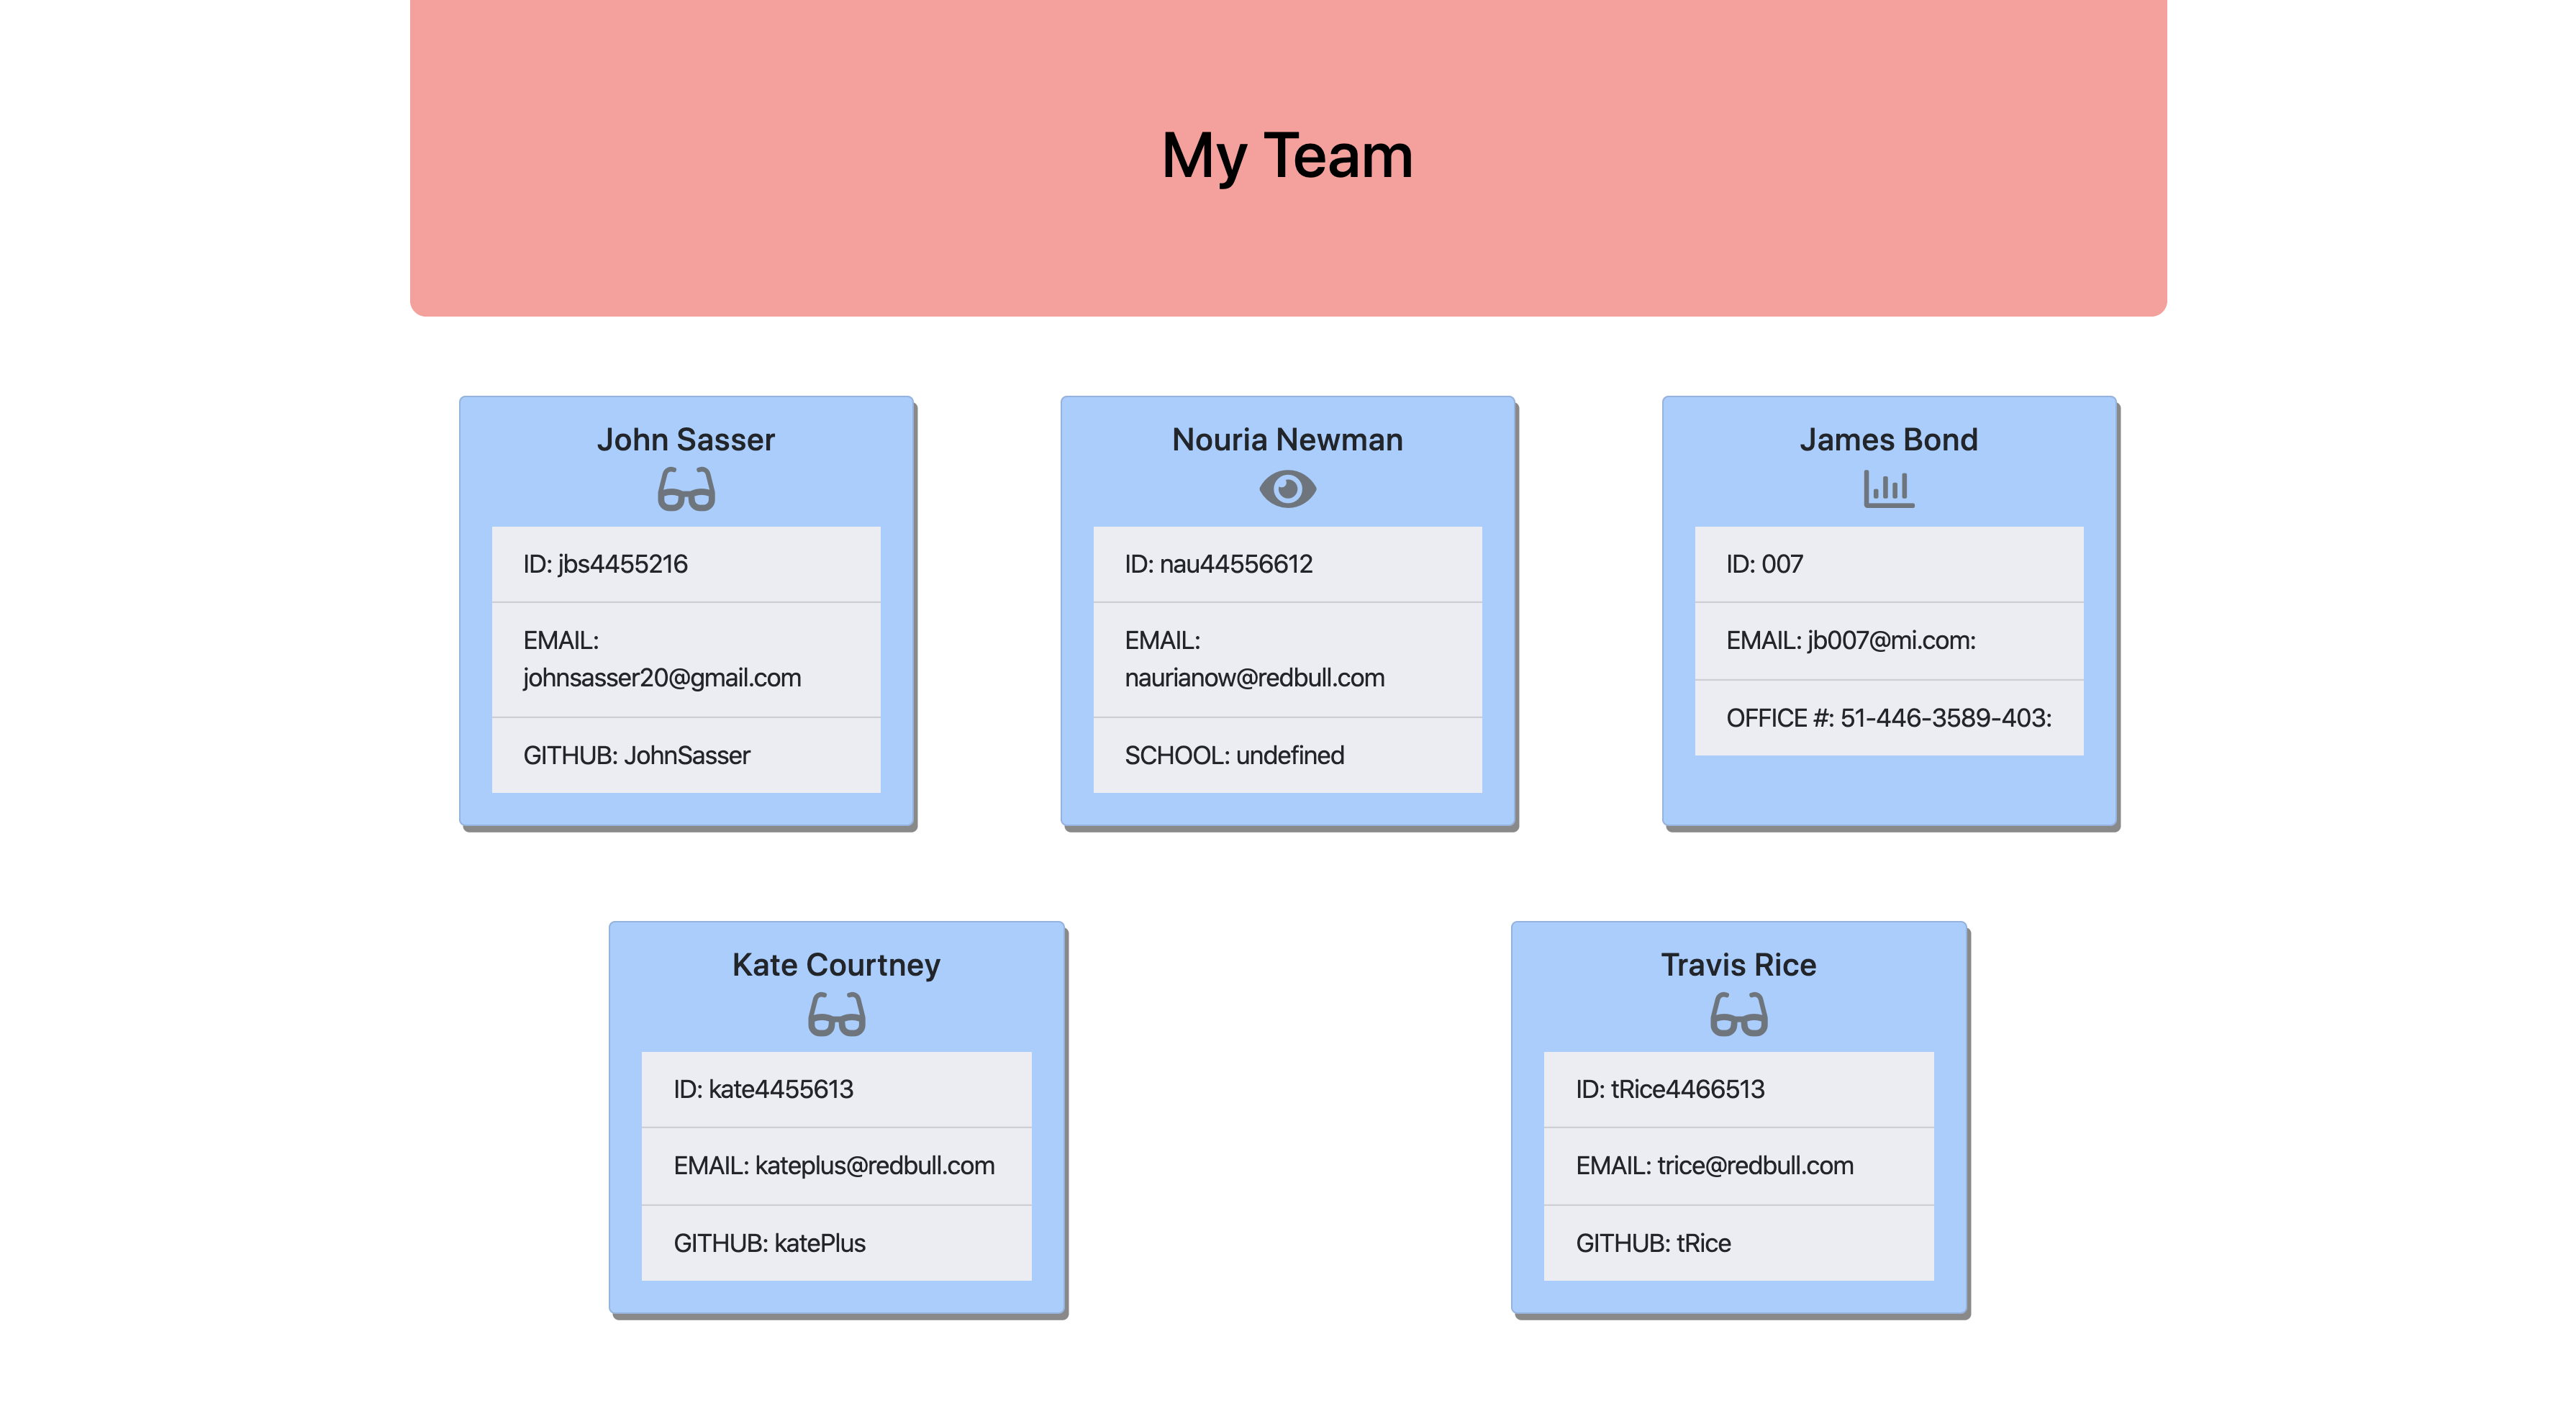 My Team
John Sasser
ID: jbs4455216
EMAIL:
johnsasser20@gmail.com
GITHUB: JohnSasser
Nouria Newman
ID: nau44556612
EMAIL:
naurianow@redbull.com
SCHOOL: undefined
James Bond
ID: 007
EMAIL: jb007@mi.com:
OFFICE #: 51-446-3589-403:
Kate Courtney
ID: kate4455613
EMAIL: kateplus@redbull.com
GITHUB: katePlus
Travis Rice
ID: tRice4466513
EMAIL: trice@redbull.com
GITHUB: tRice